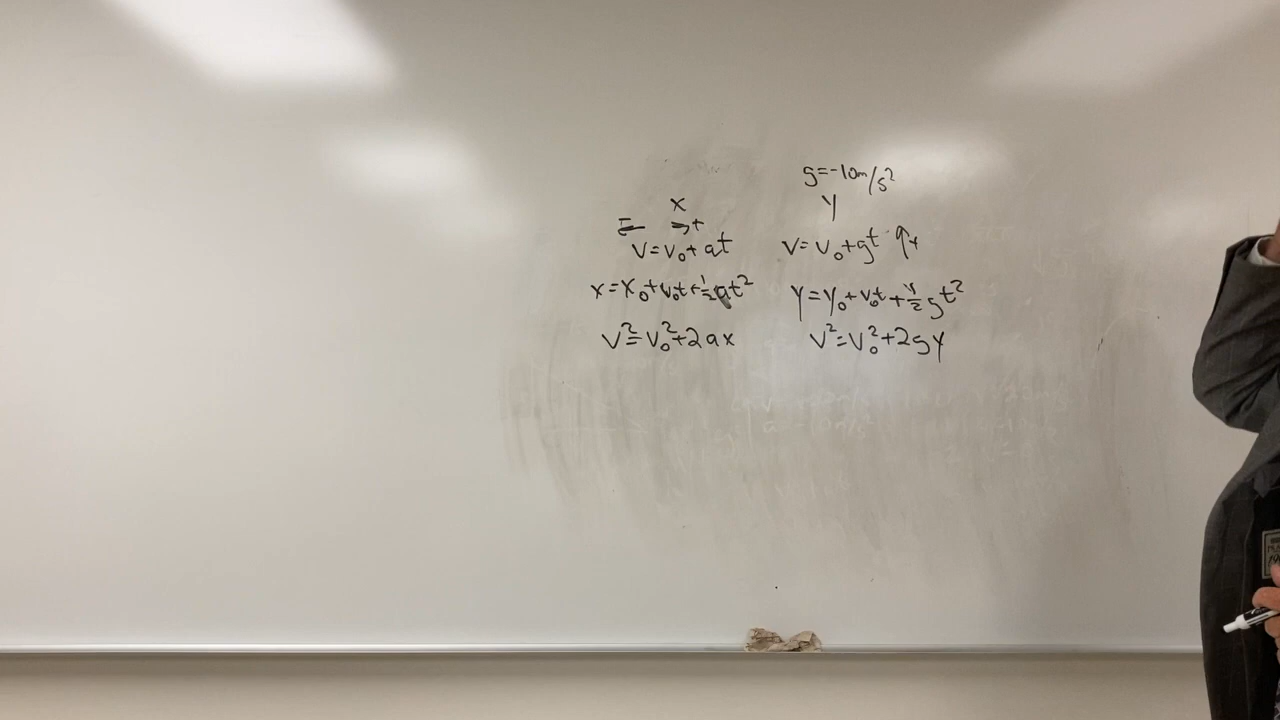 g=-10m/s²
x
y
- → +
v=v₀+at
v=v₀+gt ↑+
x=x₀+v₀t+½at²
y=y₀+v₀t+½gt²
v²=v₀²+2ax
v²=v₀²+2gy